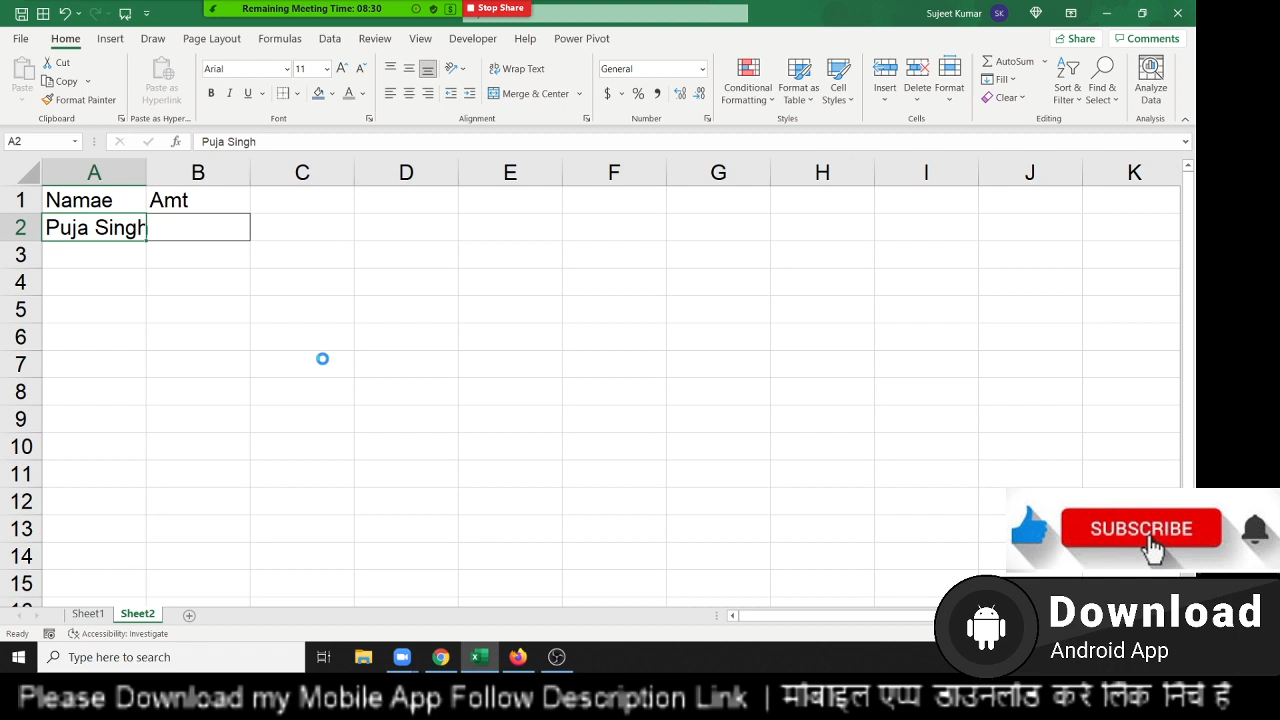 Remaining Meeting Time: 08:30
Stop Share
Sujeet Kumar
SK
File Home Insert Draw Page Layout Formulas Data Review View Developer Help Power Pivot
Share
Comments
Paste
Cut
Copy
Format Painter
Clipboard
Paste as Hyperlink
Paste as Hyper...
Arial
11
B I U
Font
Wrap Text
Merge & Center
Alignment
General
$ % ,
Number
Conditional Formatting
Format as Table
Cell Styles
Styles
Insert
Delete
Format
Cells
AutoSum
Fill
Clear
Sort & Filter
Find & Select
Editing
Analyze Data
Analysis
A2
fx
Puja Singh
A B C D E F G H I J K
1 Namae Amt
2 Puja Singh
3
4
5
6
7
8
9
10
11
12
13
14
15
SUBSCRIBE
Sheet1 Sheet2
Ready
Accessibility: Investigate
Download
Android App
Type here to search
Please Download my Mobile App Follow Description Link | मोबाइल एप्प डाउनलोड करे लिंक निचे है